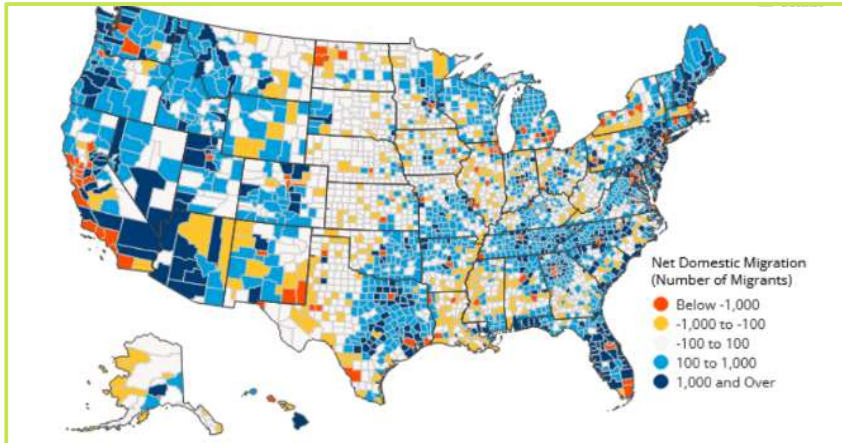 Net Domestic Migration
(Number of Migrants)
Below -1,000
-1,000 to -100
-100 to 100
100 to 1,000
1,000 and Over